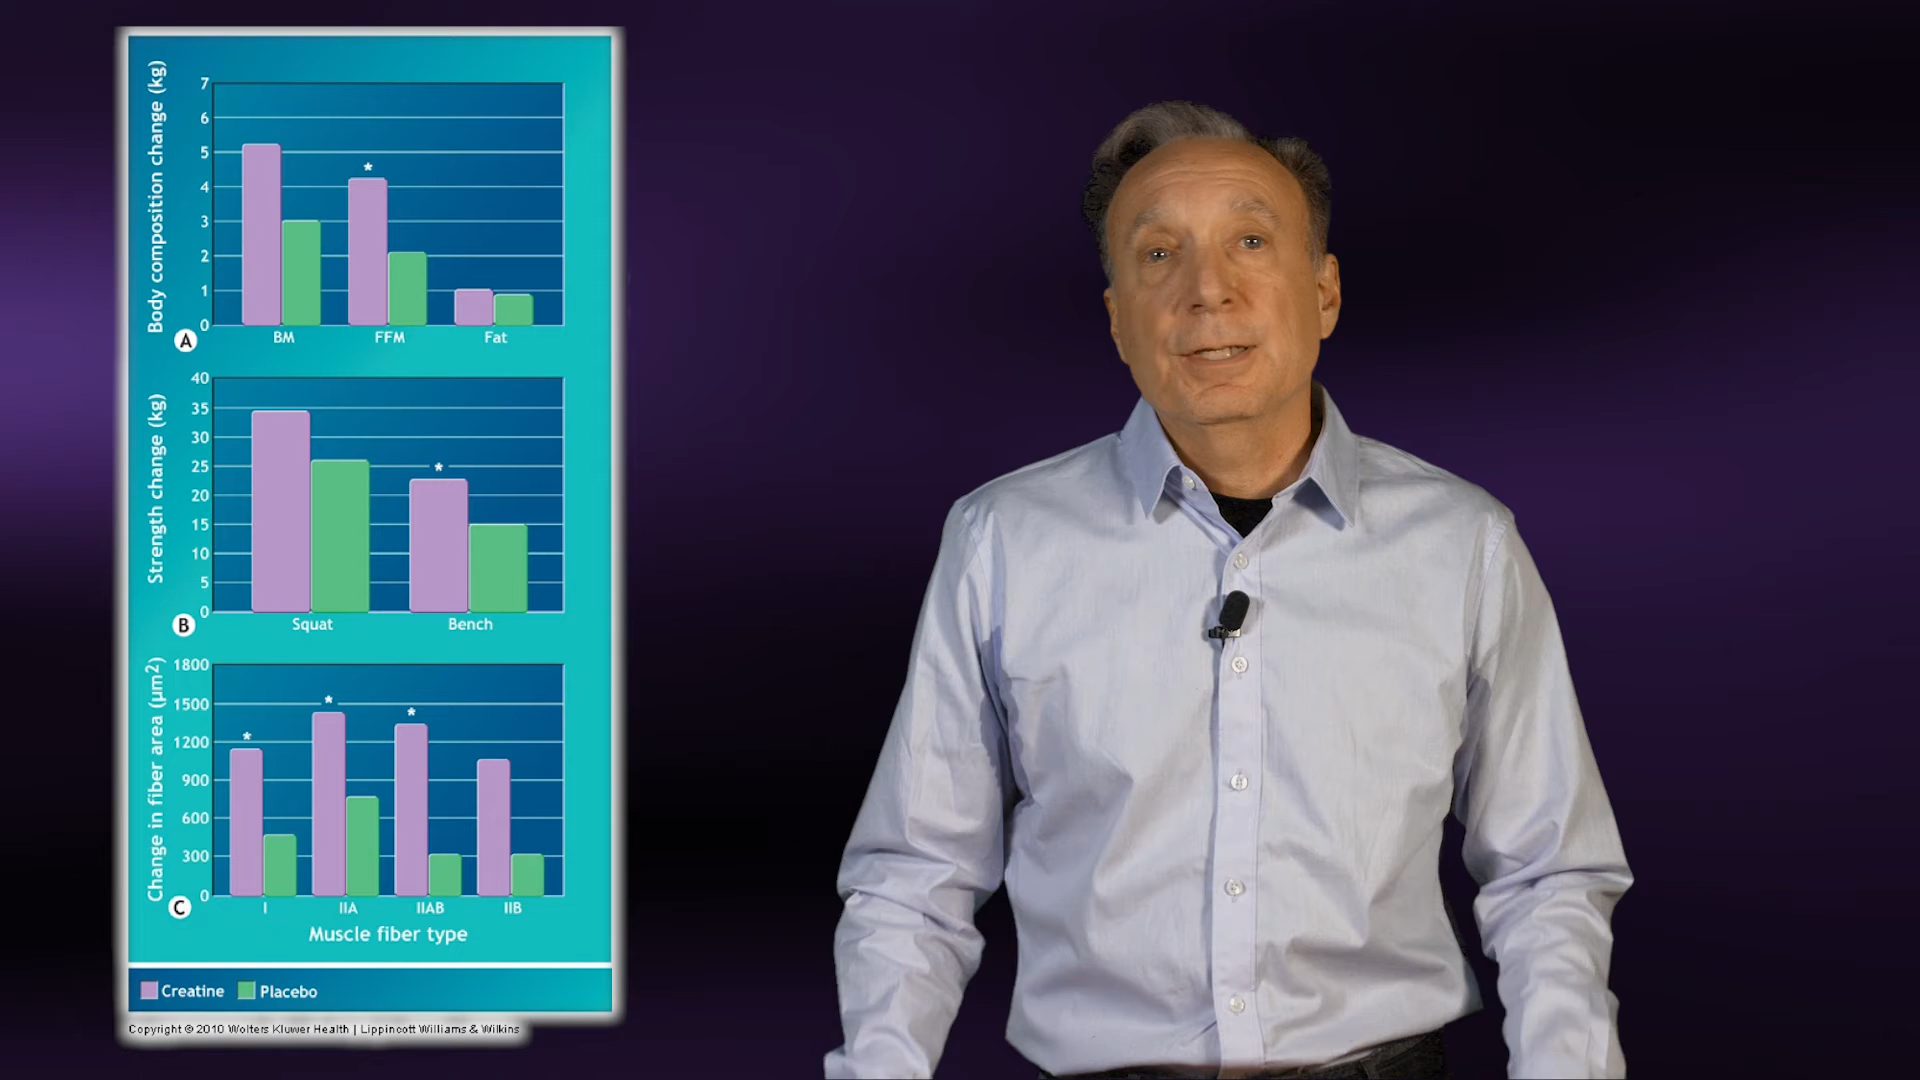 Body composition change (kg)
7
6
5
4
3
2
1
0
*
BM FFM Fat
A
Strength change (kg)
40
35
30
25
20
15
10
5
0
*
Squat Bench
B
Change in fiber area (µm²)
1800
1500
1200
900
600
300
0
* * *
I IIA IIAB IIB
C
Muscle fiber type
Creatine Placebo
Copyright © 2010 Wolters Kluwer Health | Lippincott Williams & Wilkins